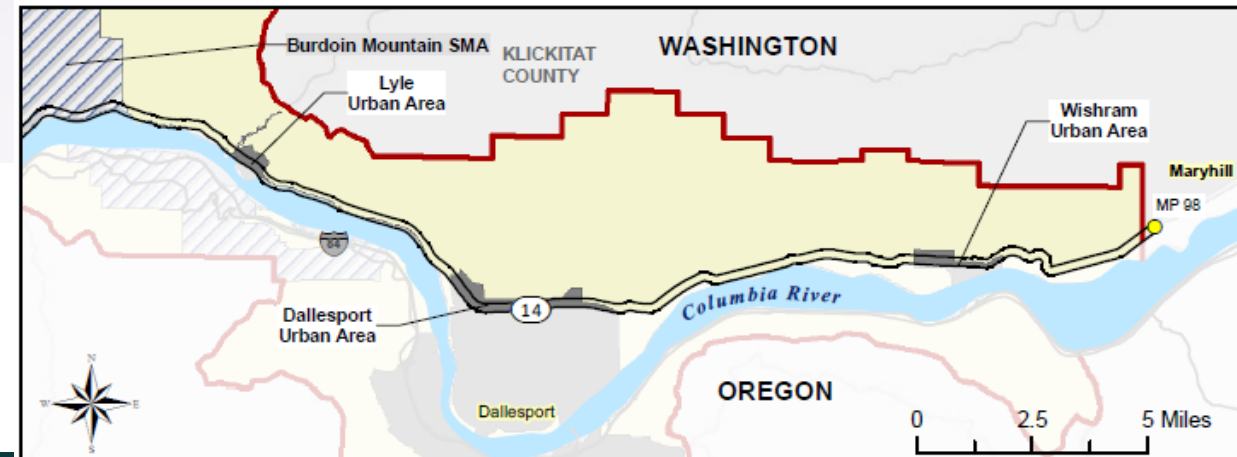 Burdoin Mountain SMA
KLICKITAT
COUNTY
WASHINGTON
Lyle
Urban Area
Wishram
Urban Area
Maryhill
MP 98
84
Dallesport
Urban Area
14
Columbia River
Dallesport
OREGON
N
W
E
S
0 2.5 5 Miles